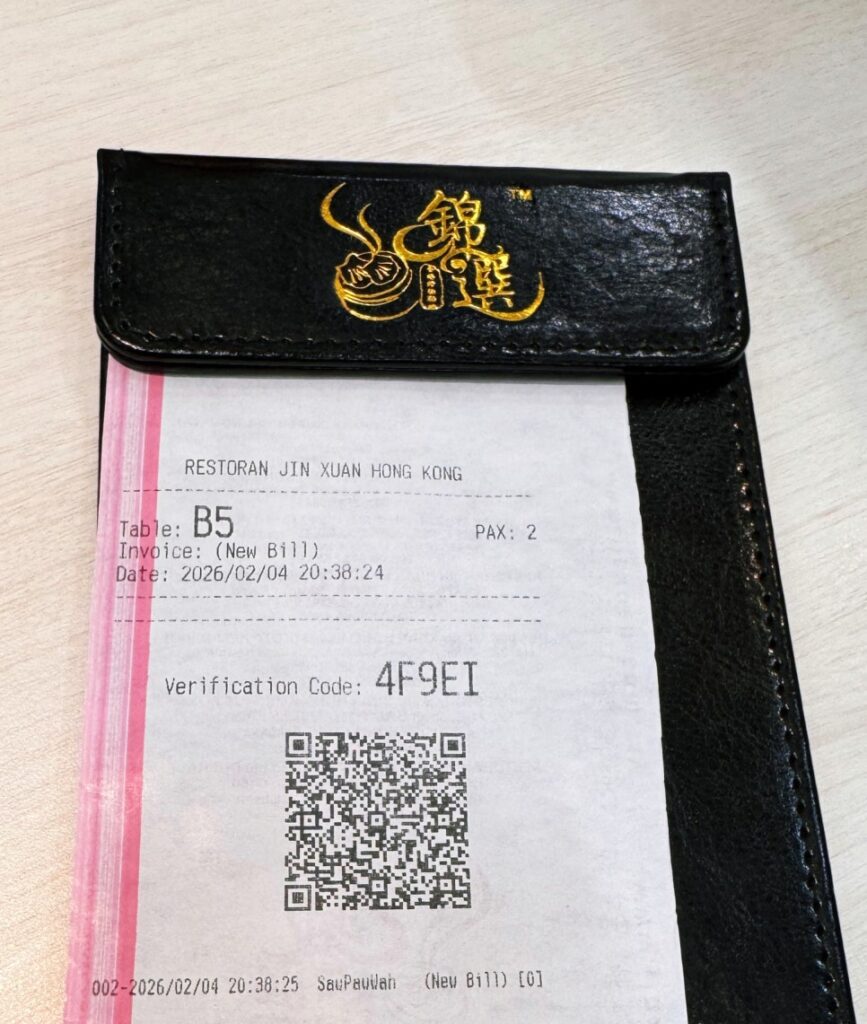 錦選
TM
RESTORAN JIN XUAN HONG KONG
Table: B5 PAX: 2
Invoice: (New Bill)
Date: 2026/02/04 20:38:24
Verification Code: 4F9EI
002-2026/02/04 20:38:25 SauPauWah (New Bill) [0]